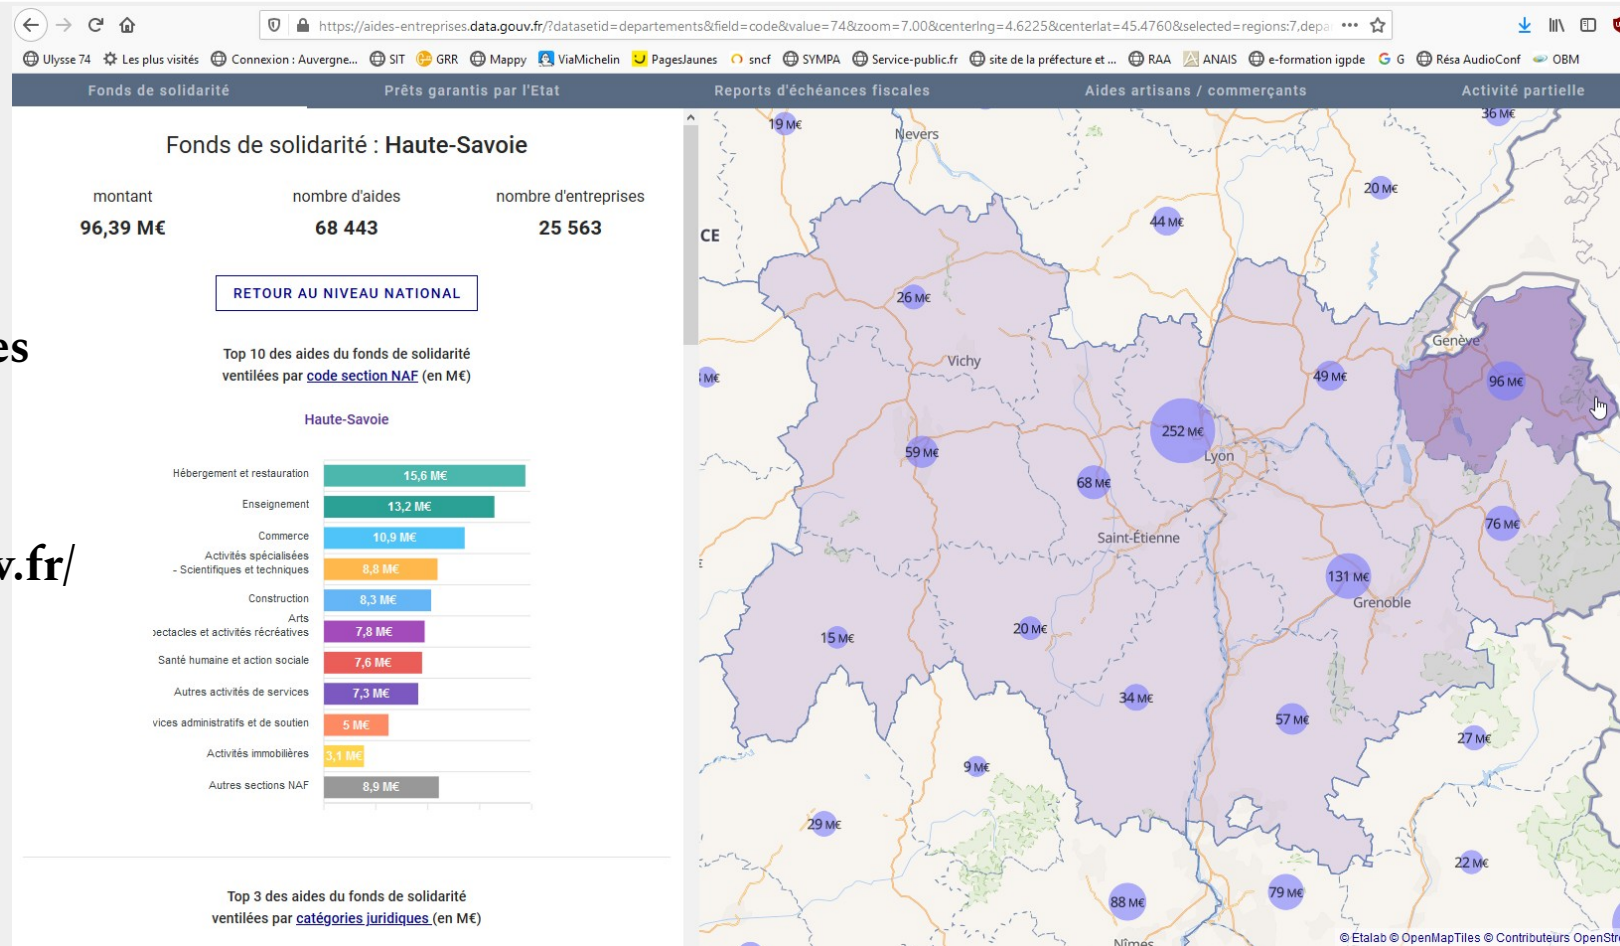 https://aides-entreprises.data.gouv.fr/?datasetid=departements&field=code&value=74&zoom=7.00&centerlng=4.6225&centerlat=45.4760&selected=regions:7,depa
Ulysse 74 Les plus visités Connexion : Auvergne... SIT GRR Mappy ViaMichelin PagesJaunes sncf SYMPA Service-public.fr site de la préfecture et ... RAA ANAIS e-formation igpde G Résa AudioConf OBM
Fonds de solidarité Prêts garantis par l'Etat Reports d'échéances fiscales Aides artisans / commerçants Activité partielle
Fonds de solidarité : Haute-Savoie
montant nombre d'aides nombre d'entreprises
96,39 M€ 68 443 25 563
RETOUR AU NIVEAU NATIONAL
es
Top 10 des aides du fonds de solidarité
ventilées par code section NAF (en M€)
Haute-Savoie
Hébergement et restauration 15,6 M€
Enseignement 13,2 M€
Commerce 10,9 M€
Activités spécialisées
- Scientifiques et techniques 8,8 M€
v.fr/
Construction 8,3 M€
Arts
pectacles et activités récréatives 7,8 M€
Santé humaine et action sociale 7,6 M€
Autres activités de services 7,3 M€
vices administratifs et de soutien 5 M€
Activités immobilières 3,1 M€
Autres sections NAF 8,9 M€
Top 3 des aides du fonds de solidarité
ventilées par catégories juridiques (en M€)
19 M€
Nevers
36 M€
20 M€
44 M€
CE
26 M€
Genève
Vichy
49 M€
96 M€
M€
252 M€
59 M€
Lyon
68 M€
76 M€
Saint-Étienne
131 M€
Grenoble
15 M€
20 M€
34 M€
57 M€
27 M€
9 M€
29 M€
22 M€
88 M€
79 M€
Nîmes
© Etalab © OpenMapTiles © Contributeurs OpenStr